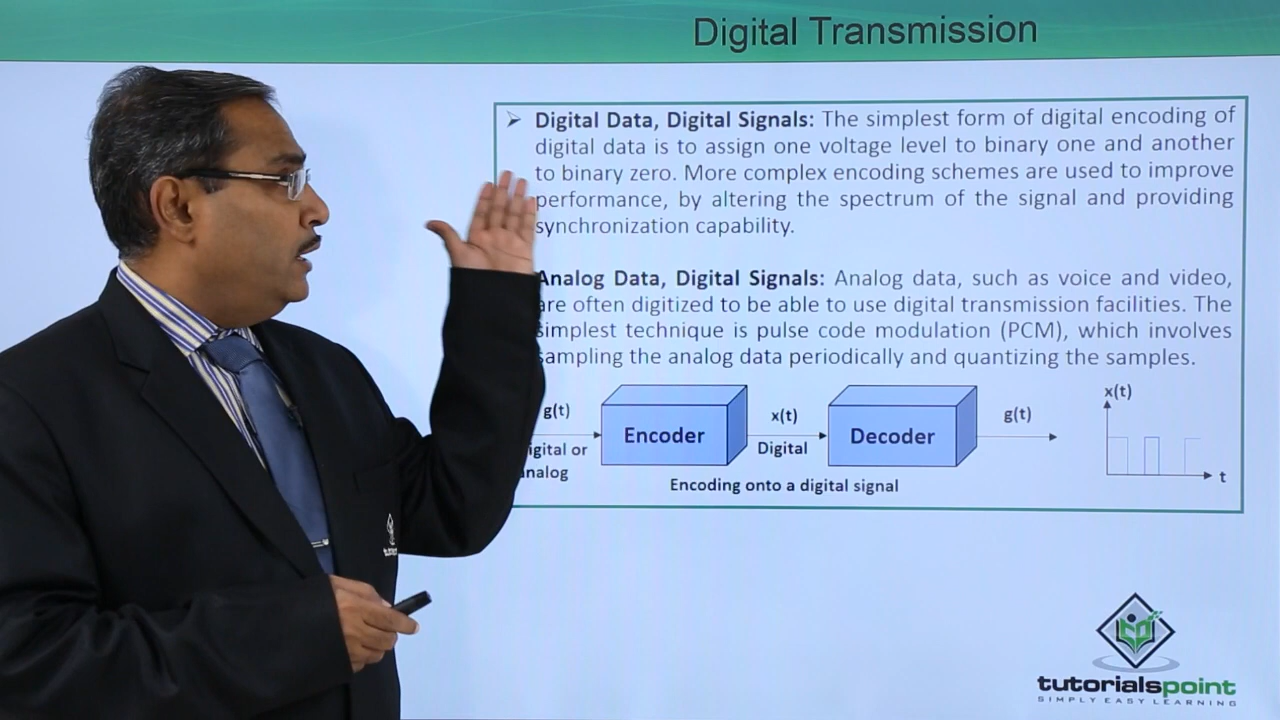 Digital Transmission
➢ Digital Data, Digital Signals: The simplest form of digital encoding of
digital data is to assign one voltage level to binary one and another
to binary zero. More complex encoding schemes are used to improve
performance, by altering the spectrum of the signal and providing
synchronization capability.
Analog Data, Digital Signals: Analog data, such as voice and video,
are often digitized to be able to use digital transmission facilities. The
simplest technique is pulse code modulation (PCM), which involves
sampling the analog data periodically and quantizing the samples.
g(t)
igital or
nalog
Encoder
x(t)
Digital
Decoder
g(t)
x(t)
t
Encoding onto a digital signal
tutorialspoint
SIMPLY EASY LEARNING